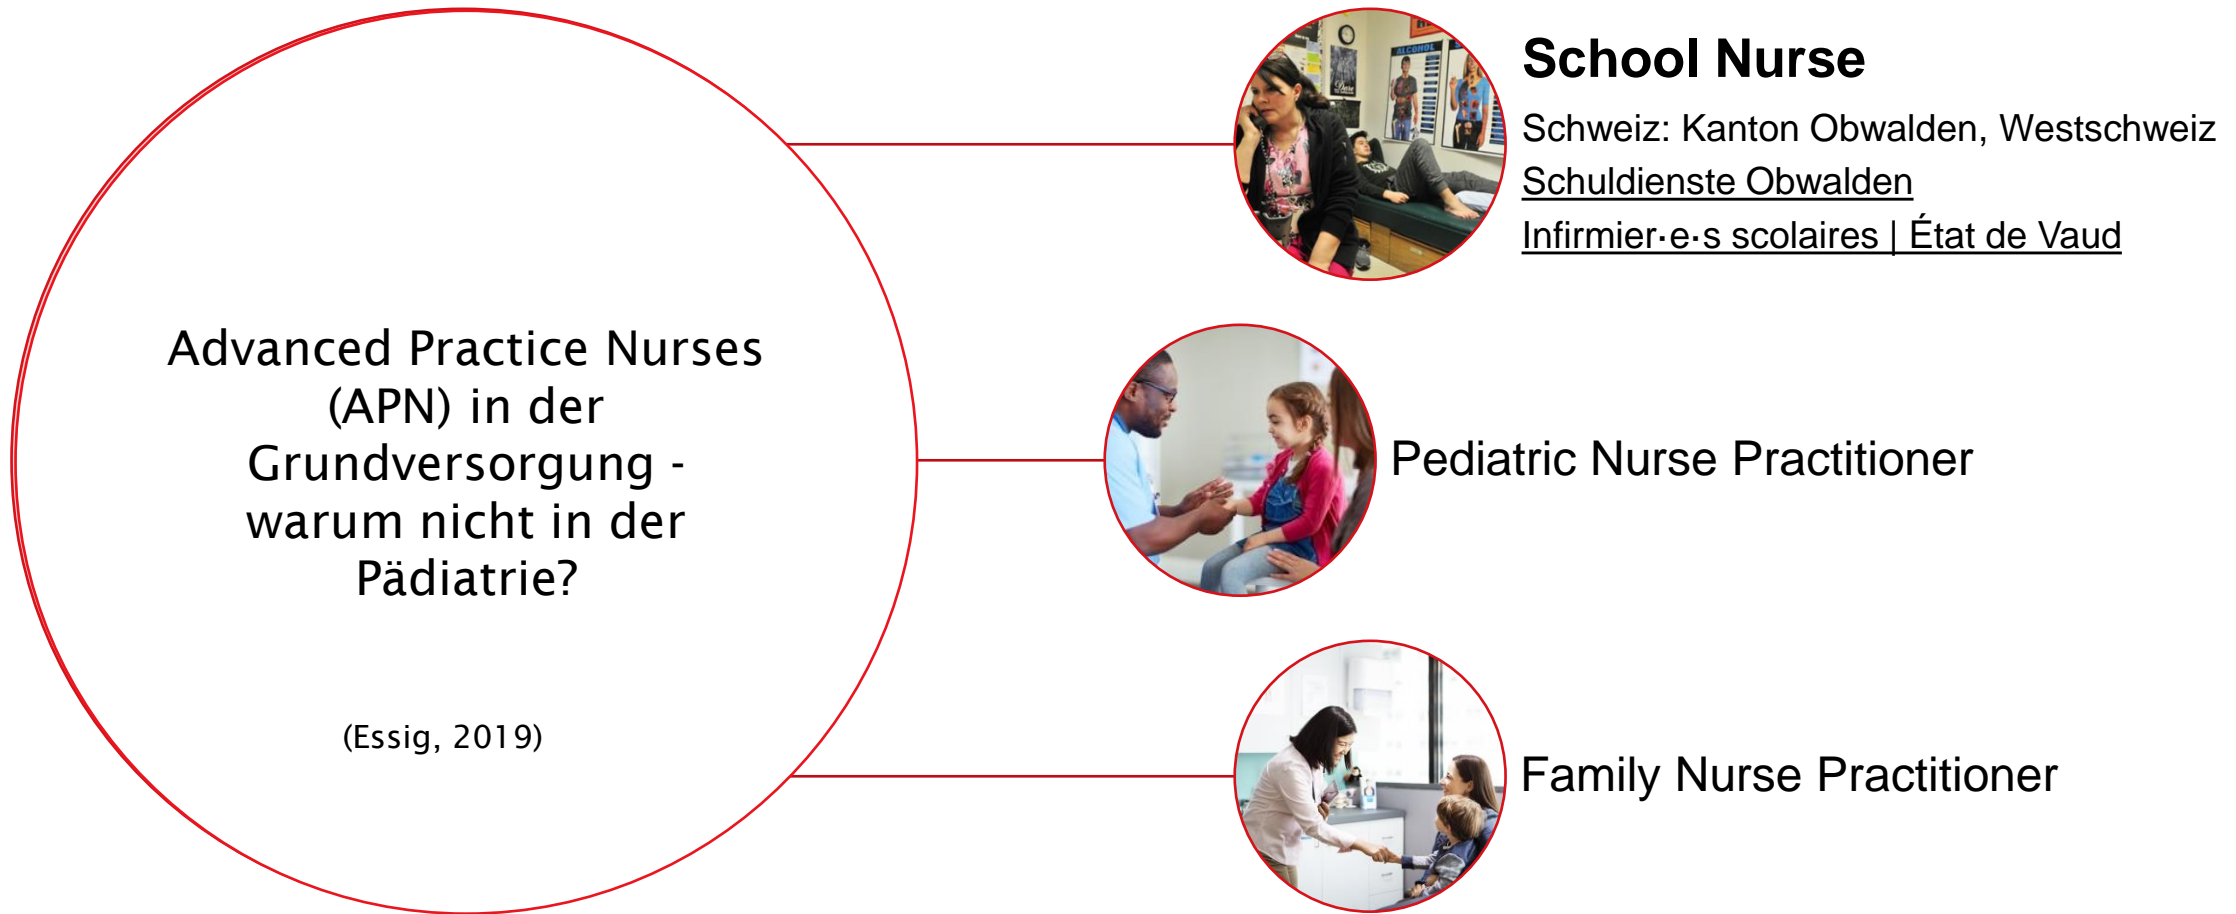 Advanced Practice Nurses
(APN) in der
Grundversorgung -
warum nicht in der
Pädiatrie?
(Essig, 2019)
ALCOHOL
School Nurse
Schweiz: Kanton Obwalden, Westschweiz
Schuldienste Obwalden
Infirmier·e·s scolaires | État de Vaud
Pediatric Nurse Practitioner
Family Nurse Practitioner